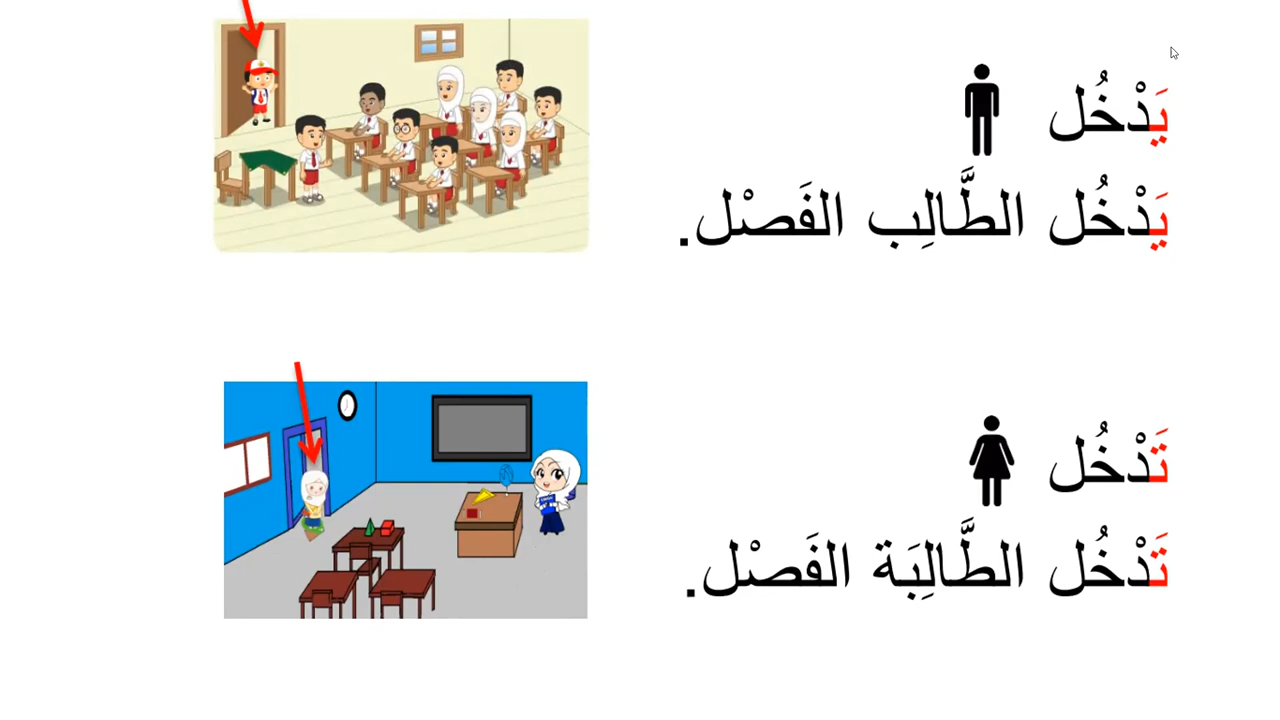 يَدْخُل
يَدْخُل الطَّالِب الفَصْل.
تَدْخُل
تَدْخُل الطَّالِبَة الفَصْل.